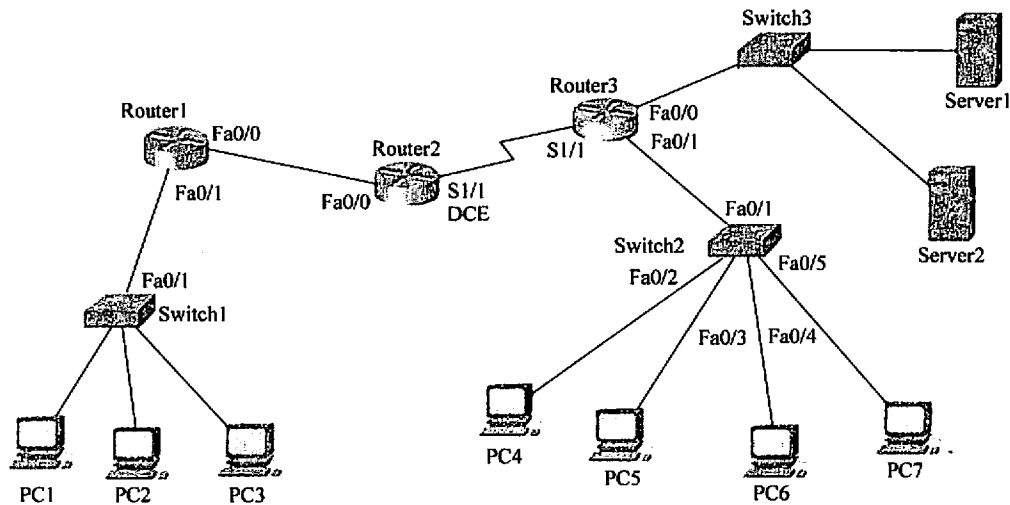 Switch3
Server1
Router3
Fa0/0
Fa0/1
S1/1
Router1
Fa0/0
Fa0/1
Router2
Fa0/0
S1/1
DCE
Server2
Fa0/1
Switch2
Fa0/2
Fa0/5
Fa0/3
Fa0/4
Fa0/1
Switch1
PC1
PC2
PC3
PC4
PC5
PC6
PC7